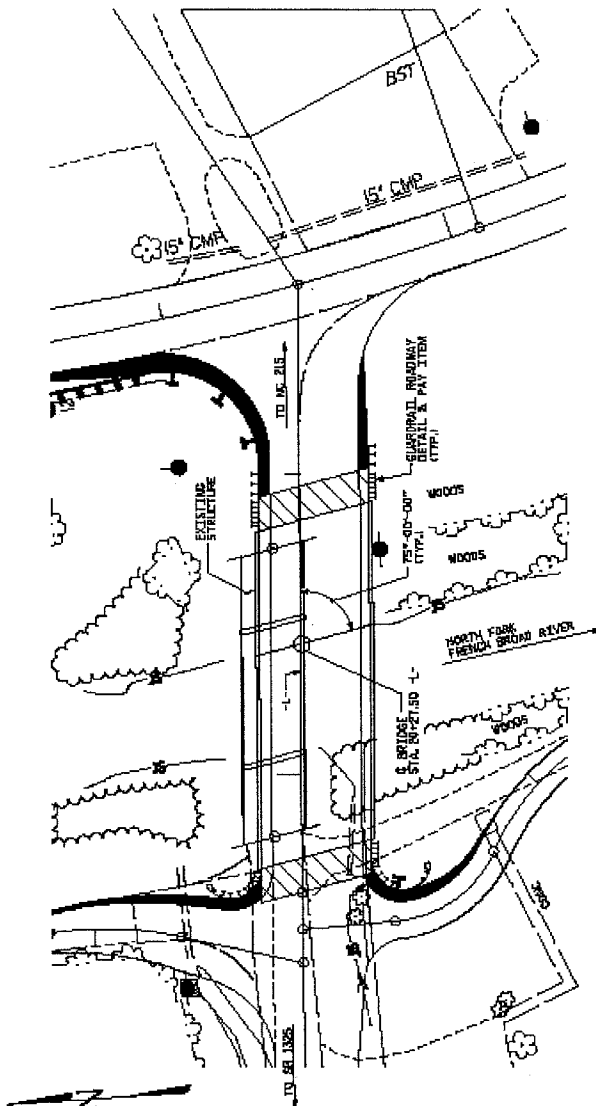 BST
15" CMP
15" CMP
TO NC 215
GUARDRAIL ROADWAY
DETAIL & PAY ITEM
(TYP.)
EXISTING
STRUCTURE
WOODS
75°-00'-00"
(TYP.)
WOODS
NORTH FORK
FRENCH BROAD RIVER
-L-
WOODS
℄ BRIDGE
STA. 20+27.50 -L-
TO SR 1326